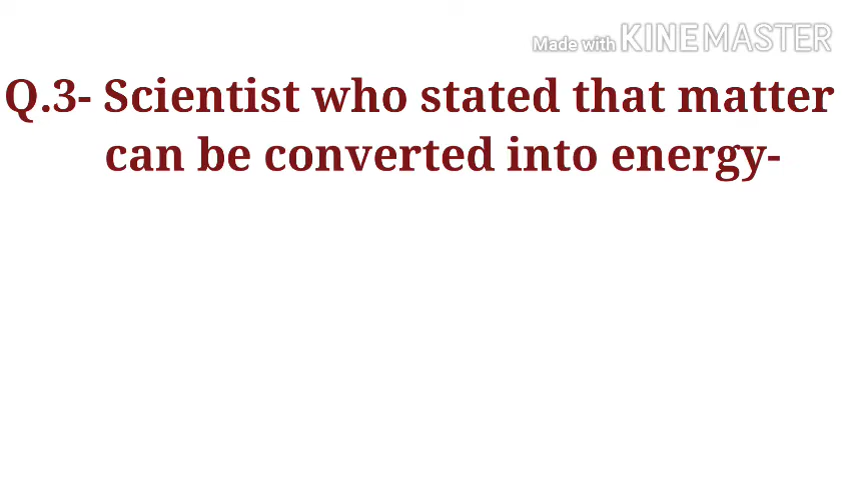 Made with KINEMASTER
Q.3- Scientist who stated that matter
can be converted into energy-